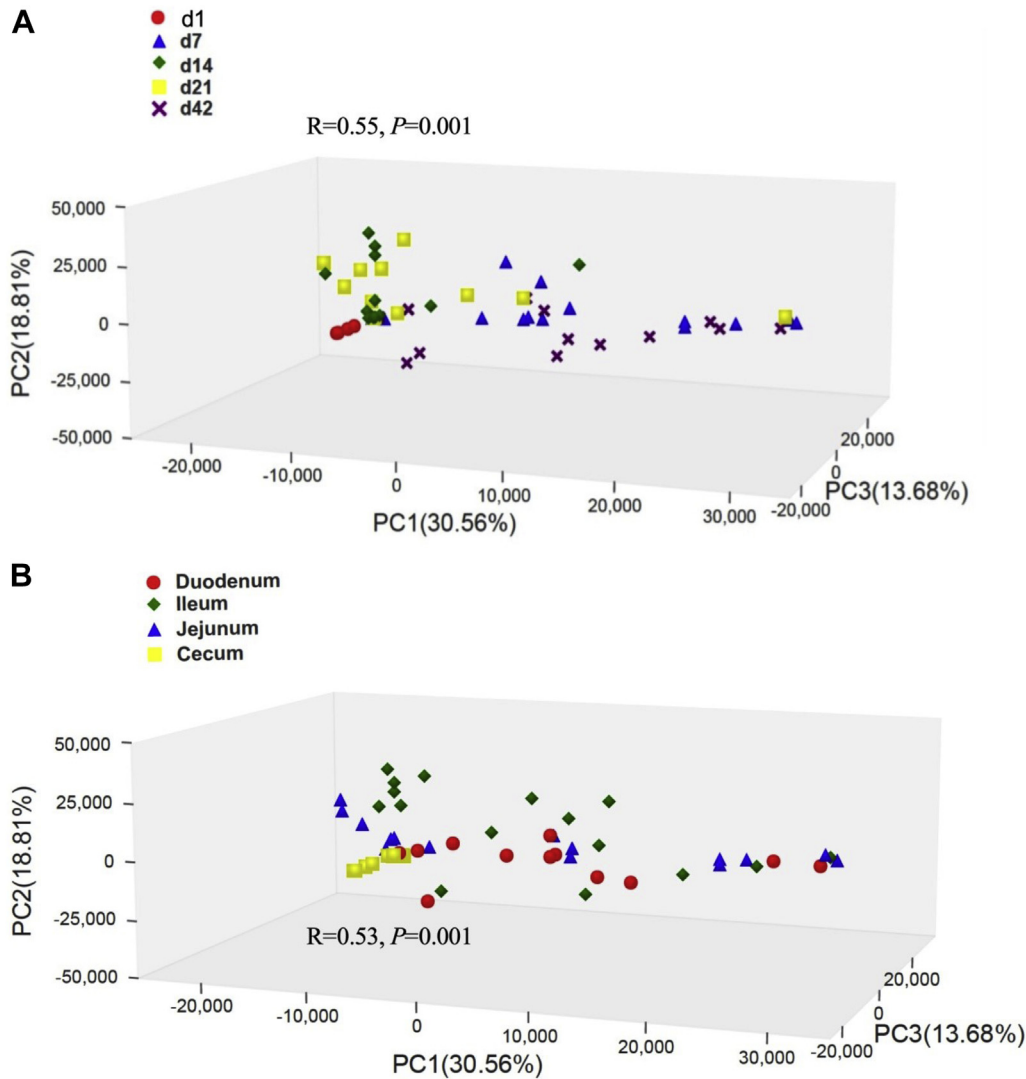 A
d1
d7
d14
d21
d42
R=0.55, P=0.001
50,000
25,000
0
-25,000
-50,000
PC2(18.81%)
-20,000
-10,000
0
10,000
20,000
30,000
PC1(30.56%)
-20,000
0
20,000
PC3(13.68%)
B
Duodenum
Ileum
Jejunum
Cecum
50,000
25,000
0
-25,000
-50,000
PC2(18.81%)
R=0.53, P=0.001
-20,000
-10,000
0
10,000
20,000
30,000
PC1(30.56%)
-20,000
0
20,000
PC3(13.68%)